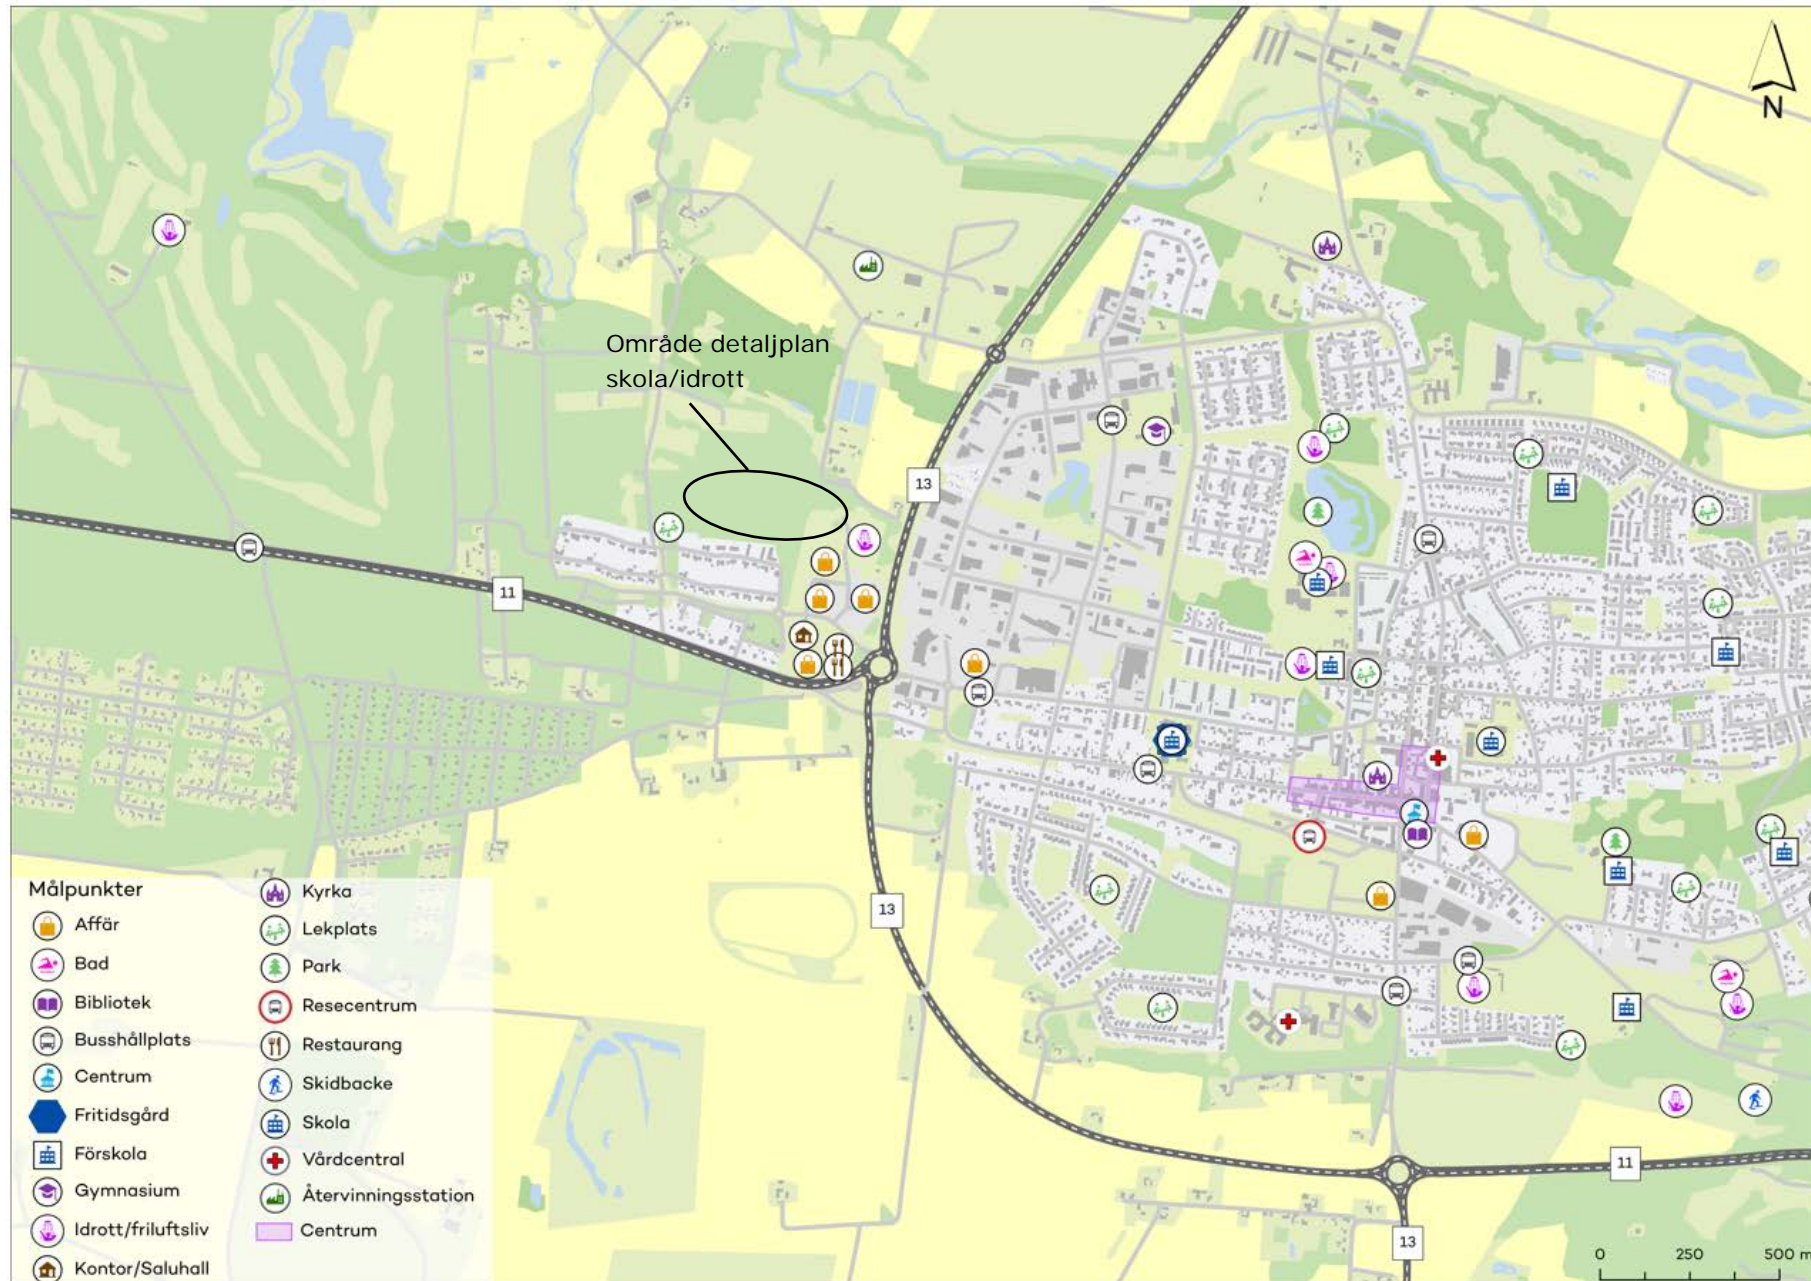 N
Område detaljplan
skola/idrott
13
11
13
11
13
Målpunkter
Affär
Bad
Bibliotek
Busshållplats
Centrum
Fritidsgård
Förskola
Gymnasium
Idrott/friluftsliv
Kontor/Saluhall
Kyrka
Lekplats
Park
Resecentrum
Restaurang
Skidbacke
Skola
Vårdcentral
Återvinningsstation
Centrum
0 250 500 m